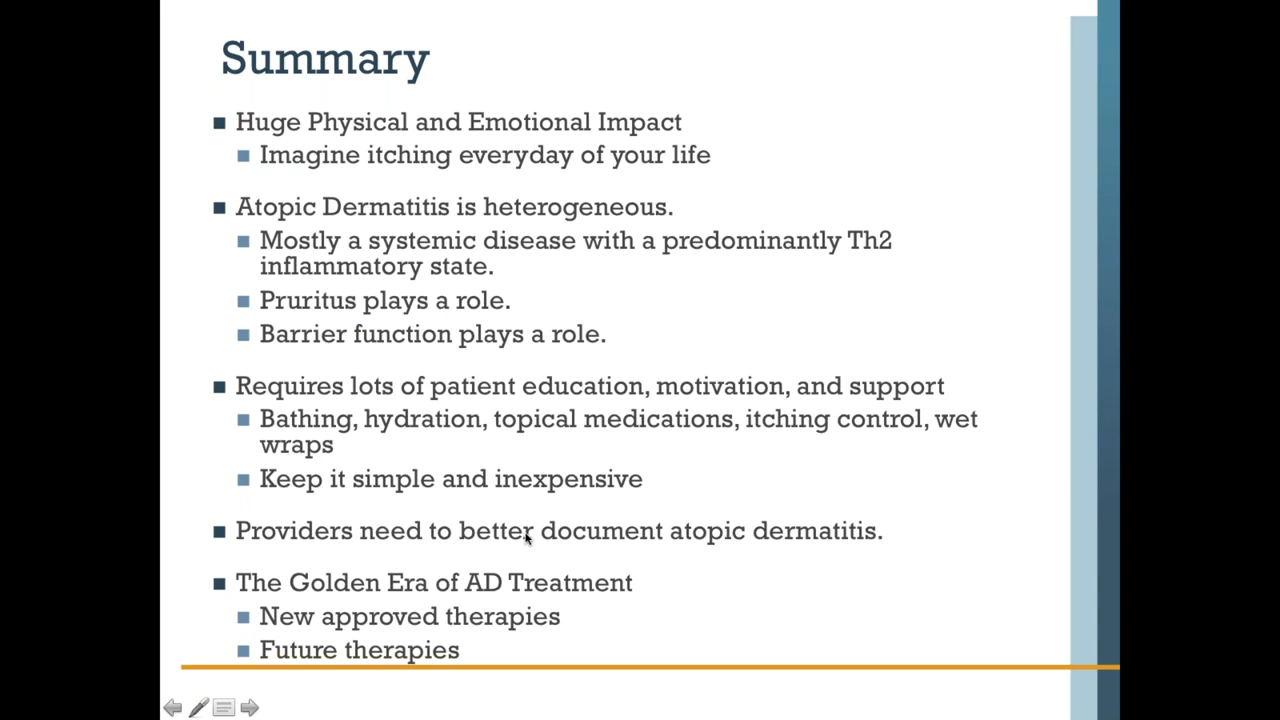 Summary
Huge Physical and Emotional Impact
Imagine itching everyday of your life
Atopic Dermatitis is heterogeneous.
Mostly a systemic disease with a predominantly Th2
inflammatory state.
Pruritus plays a role.
Barrier function plays a role.
Requires lots of patient education, motivation, and support
Bathing, hydration, topical medications, itching control, wet
wraps
Keep it simple and inexpensive
Providers need to better document atopic dermatitis.
The Golden Era of AD Treatment
New approved therapies
Future therapies